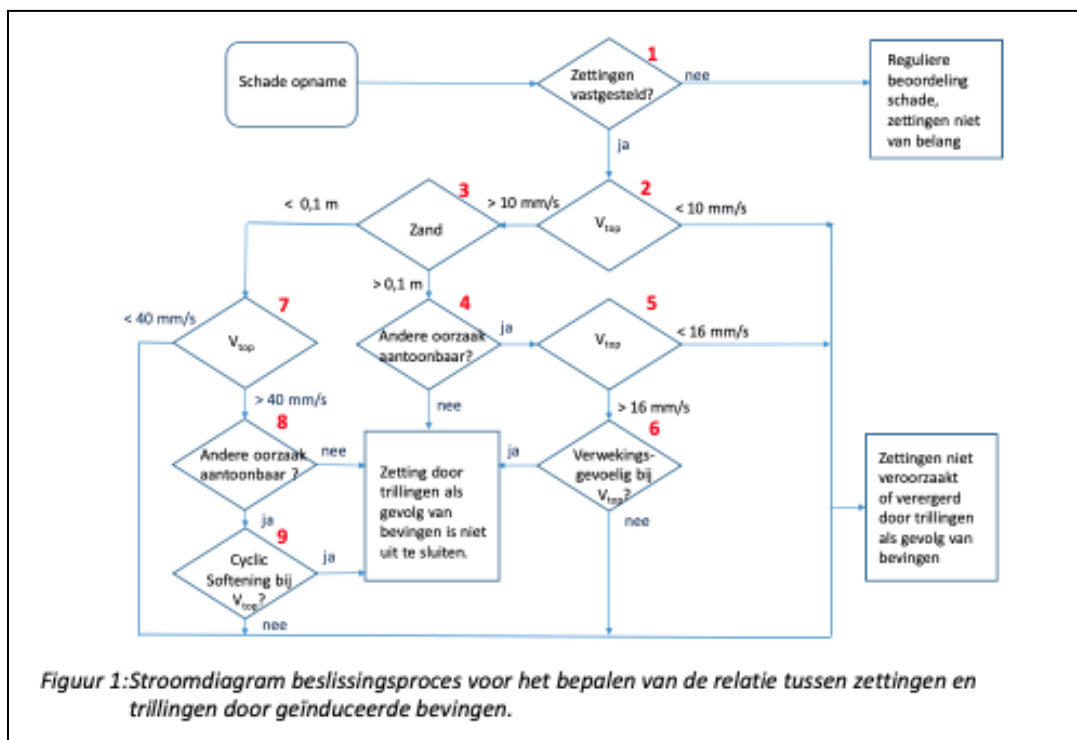 Schade opname
1
Zettingen
vastgesteld?
nee
Reguliere
beoordeling
schade,
zettingen niet
van belang
ja
2
V_top
> 10 mm/s
< 10 mm/s
3
Zand
< 0,1 m
> 0,1 m
4
Andere oorzaak
aantoonbaar?
ja
nee
5
V_top
< 16 mm/s
> 16 mm/s
6
Verwekings-
gevoelig bij
V_top?
ja
nee
7
V_top
< 40 mm/s
> 40 mm/s
8
Andere oorzaak
aantoonbaar ?
nee
ja
9
Cyclic
Softening bij
V_top?
ja
nee
Zetting door
trillingen als
gevolg van
bevingen is niet
uit te sluiten.
Zettingen niet
veroorzaakt
of verergerd
door trillingen
als gevolg van
bevingen
Figuur 1:Stroomdiagram beslissingsproces voor het bepalen van de relatie tussen zettingen en
trillingen door geïnduceerde bevingen.